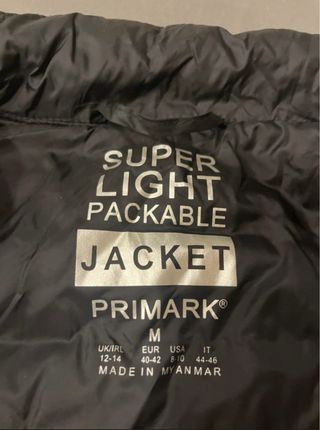 SUPER
LIGHT
PACKABLE
JACKET
PRIMARK®
M
UK/IRL EUR USA IT
12-14 40-42 8-10 44-46
MADE IN MYANMAR